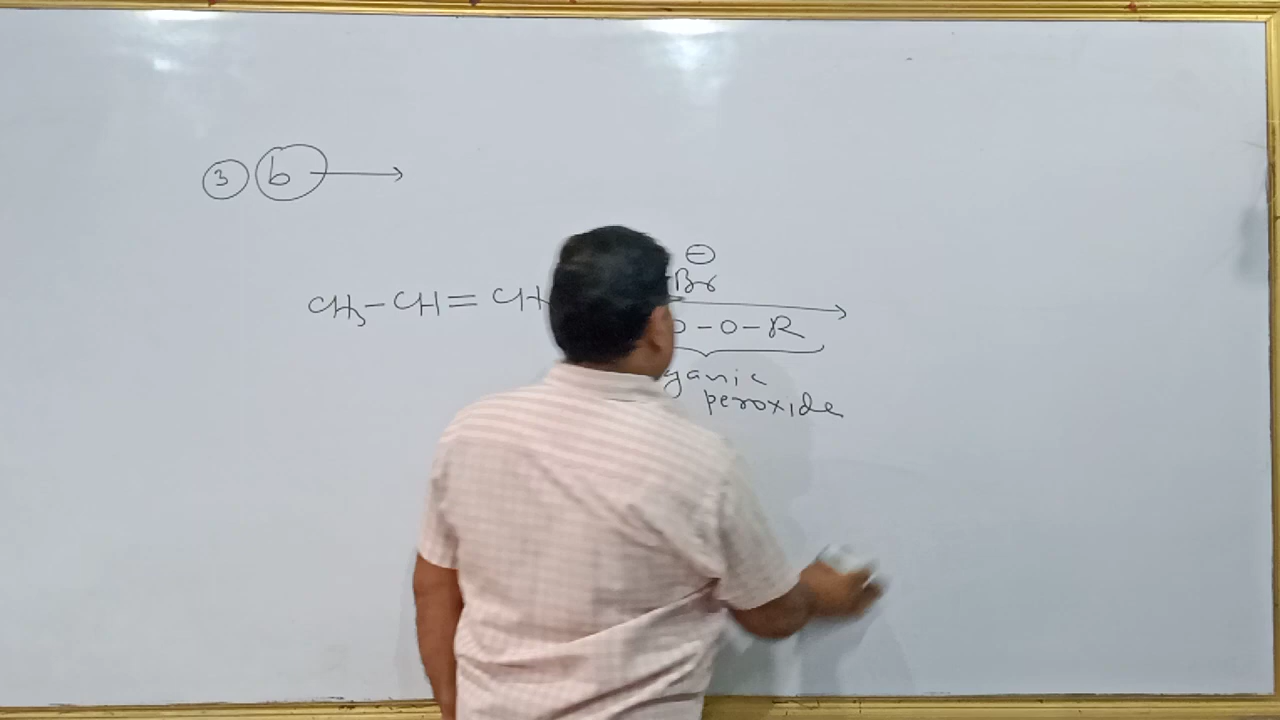 3 b →
⊖
CH3-CH=CH Br →
O-O-R
ganic
peroxide